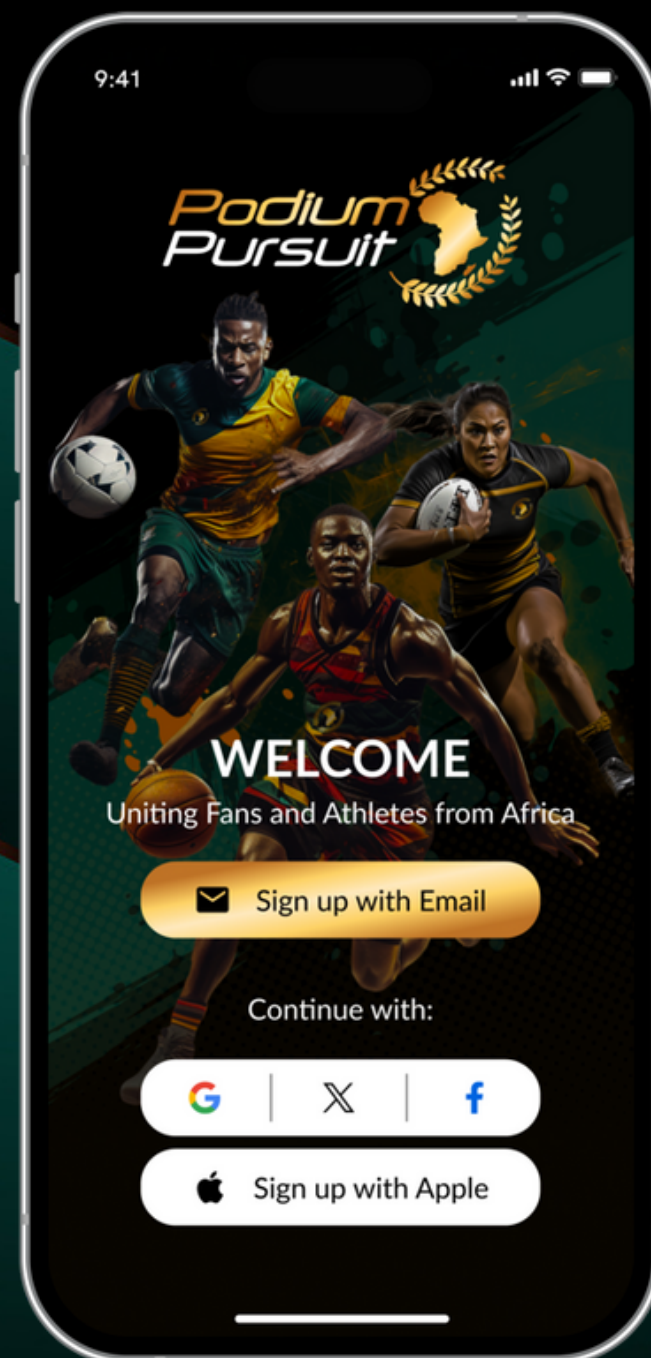 9:41
Podium
Pursuit
WELCOME
Uniting Fans and Athletes from Africa
Sign up with Email
Continue with:
Sign up with Apple